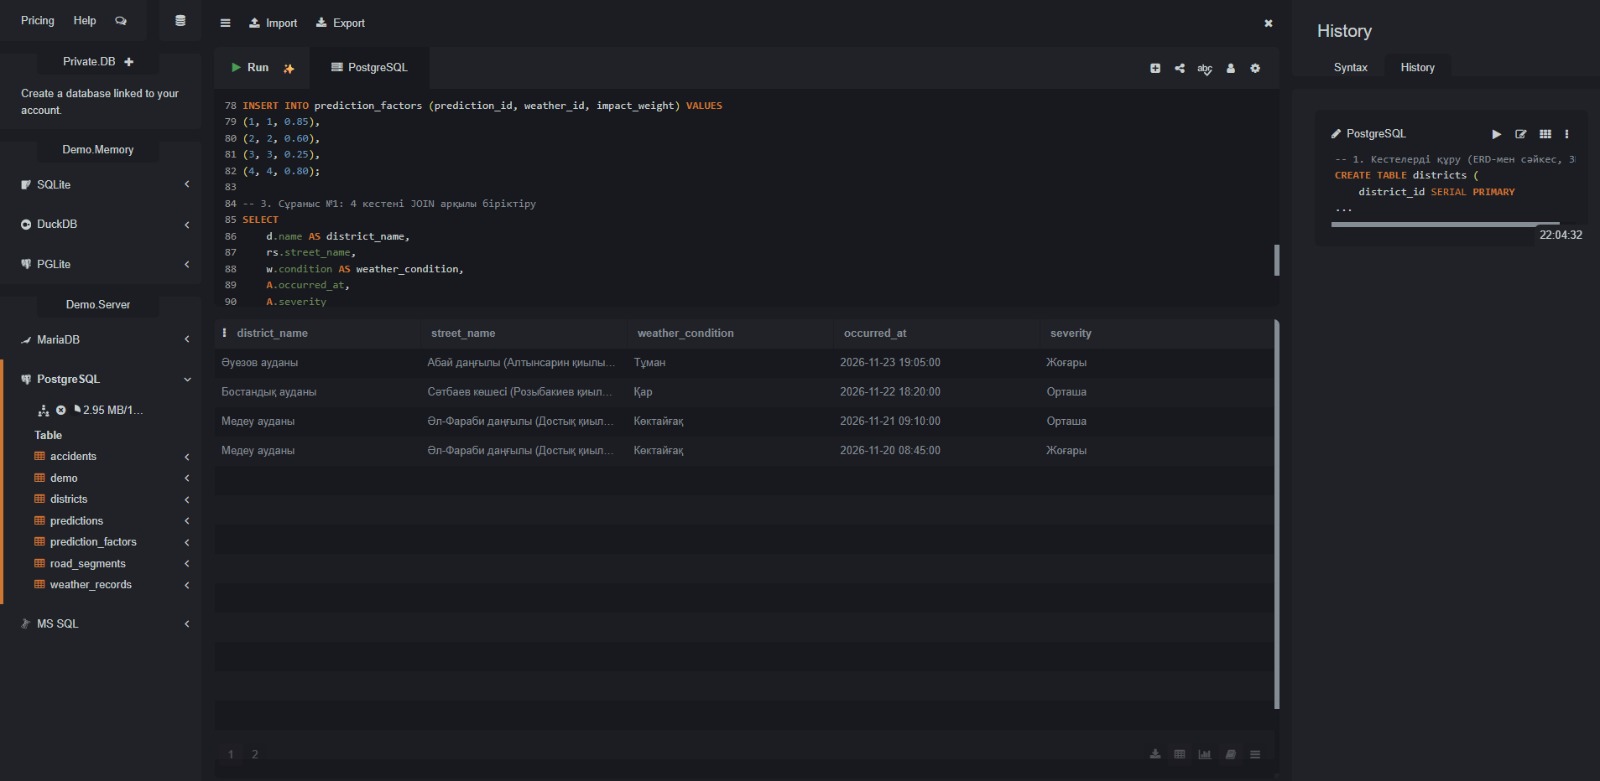 Pricing Help
Private.DB
Create a database linked to your
account.
Demo.Memory
SQLite
DuckDB
PGLite
Demo.Server
MariaDB
PostgreSQL
2.95 MB/1...
Table
accidents
demo
districts
predictions
prediction_factors
road_segments
weather_records
MS SQL
Import Export
Run PostgreSQL
78 INSERT INTO prediction_factors (prediction_id, weather_id, impact_weight) VALUES
79 (1, 1, 0.85),
80 (2, 2, 0.60),
81 (3, 3, 0.25),
82 (4, 4, 0.80);
83
84 -- 3. Сұраныс №1: 4 кестені JOIN арқылы біріктіру
85 SELECT
86 d.name AS district_name,
87 rs.street_name,
88 w.condition AS weather_condition,
89 A.occurred_at,
90 A.severity
district_name street_name weather_condition occurred_at severity
Әуезов ауданы Абай даңғылы (Алтынсарин қиылы... Тұман 2026-11-23 19:05:00 Жоғары
Бостандық ауданы Сәтбаев көшесі (Розыбакиев қиыл... Қар 2026-11-22 18:20:00 Орташа
Медеу ауданы Әл-Фараби даңғылы (Достық қиыл... Көктайғақ 2026-11-21 09:10:00 Орташа
Медеу ауданы Әл-Фараби даңғылы (Достық қиыл... Көктайғақ 2026-11-20 08:45:00 Жоғары
1 2
History
Syntax History
PostgreSQL
-- 1. Кестелерді құру (ERD-мен сәйкес,
CREATE TABLE districts (
district_id SERIAL PRIMARY
...
22:04:32